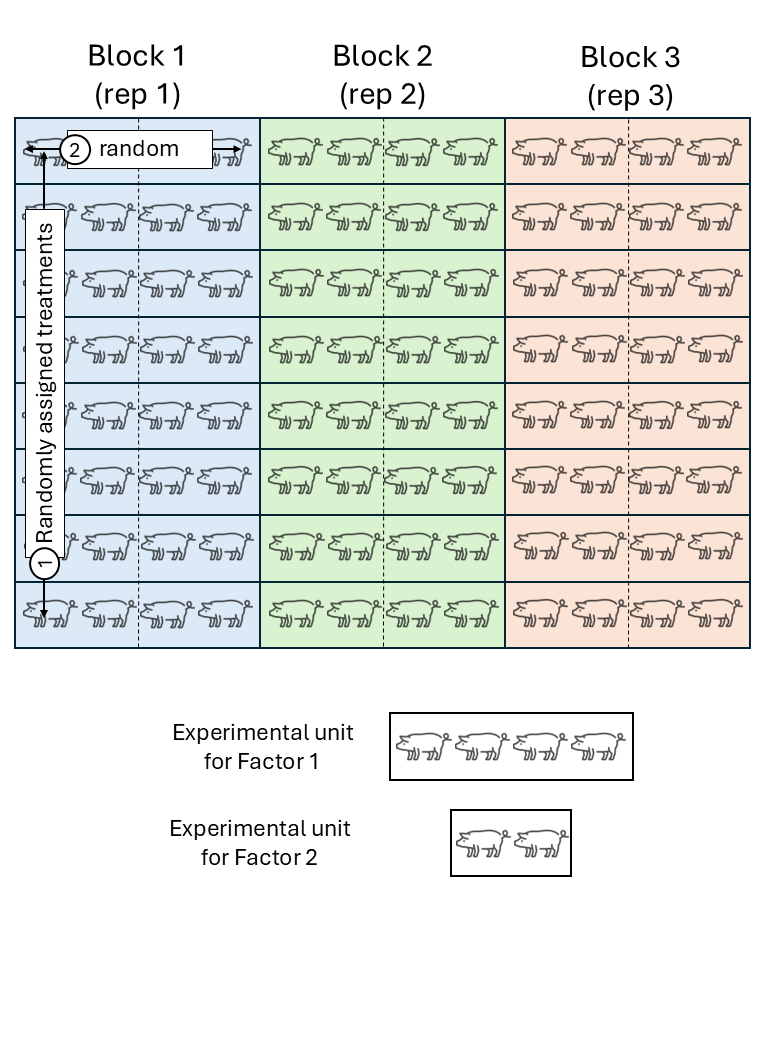 Block 1
(rep 1)
Block 2
(rep 2)
Block 3
(rep 3)
2 random
1 Randomly assigned treatments
Experimental unit
for Factor 1
Experimental unit
for Factor 2